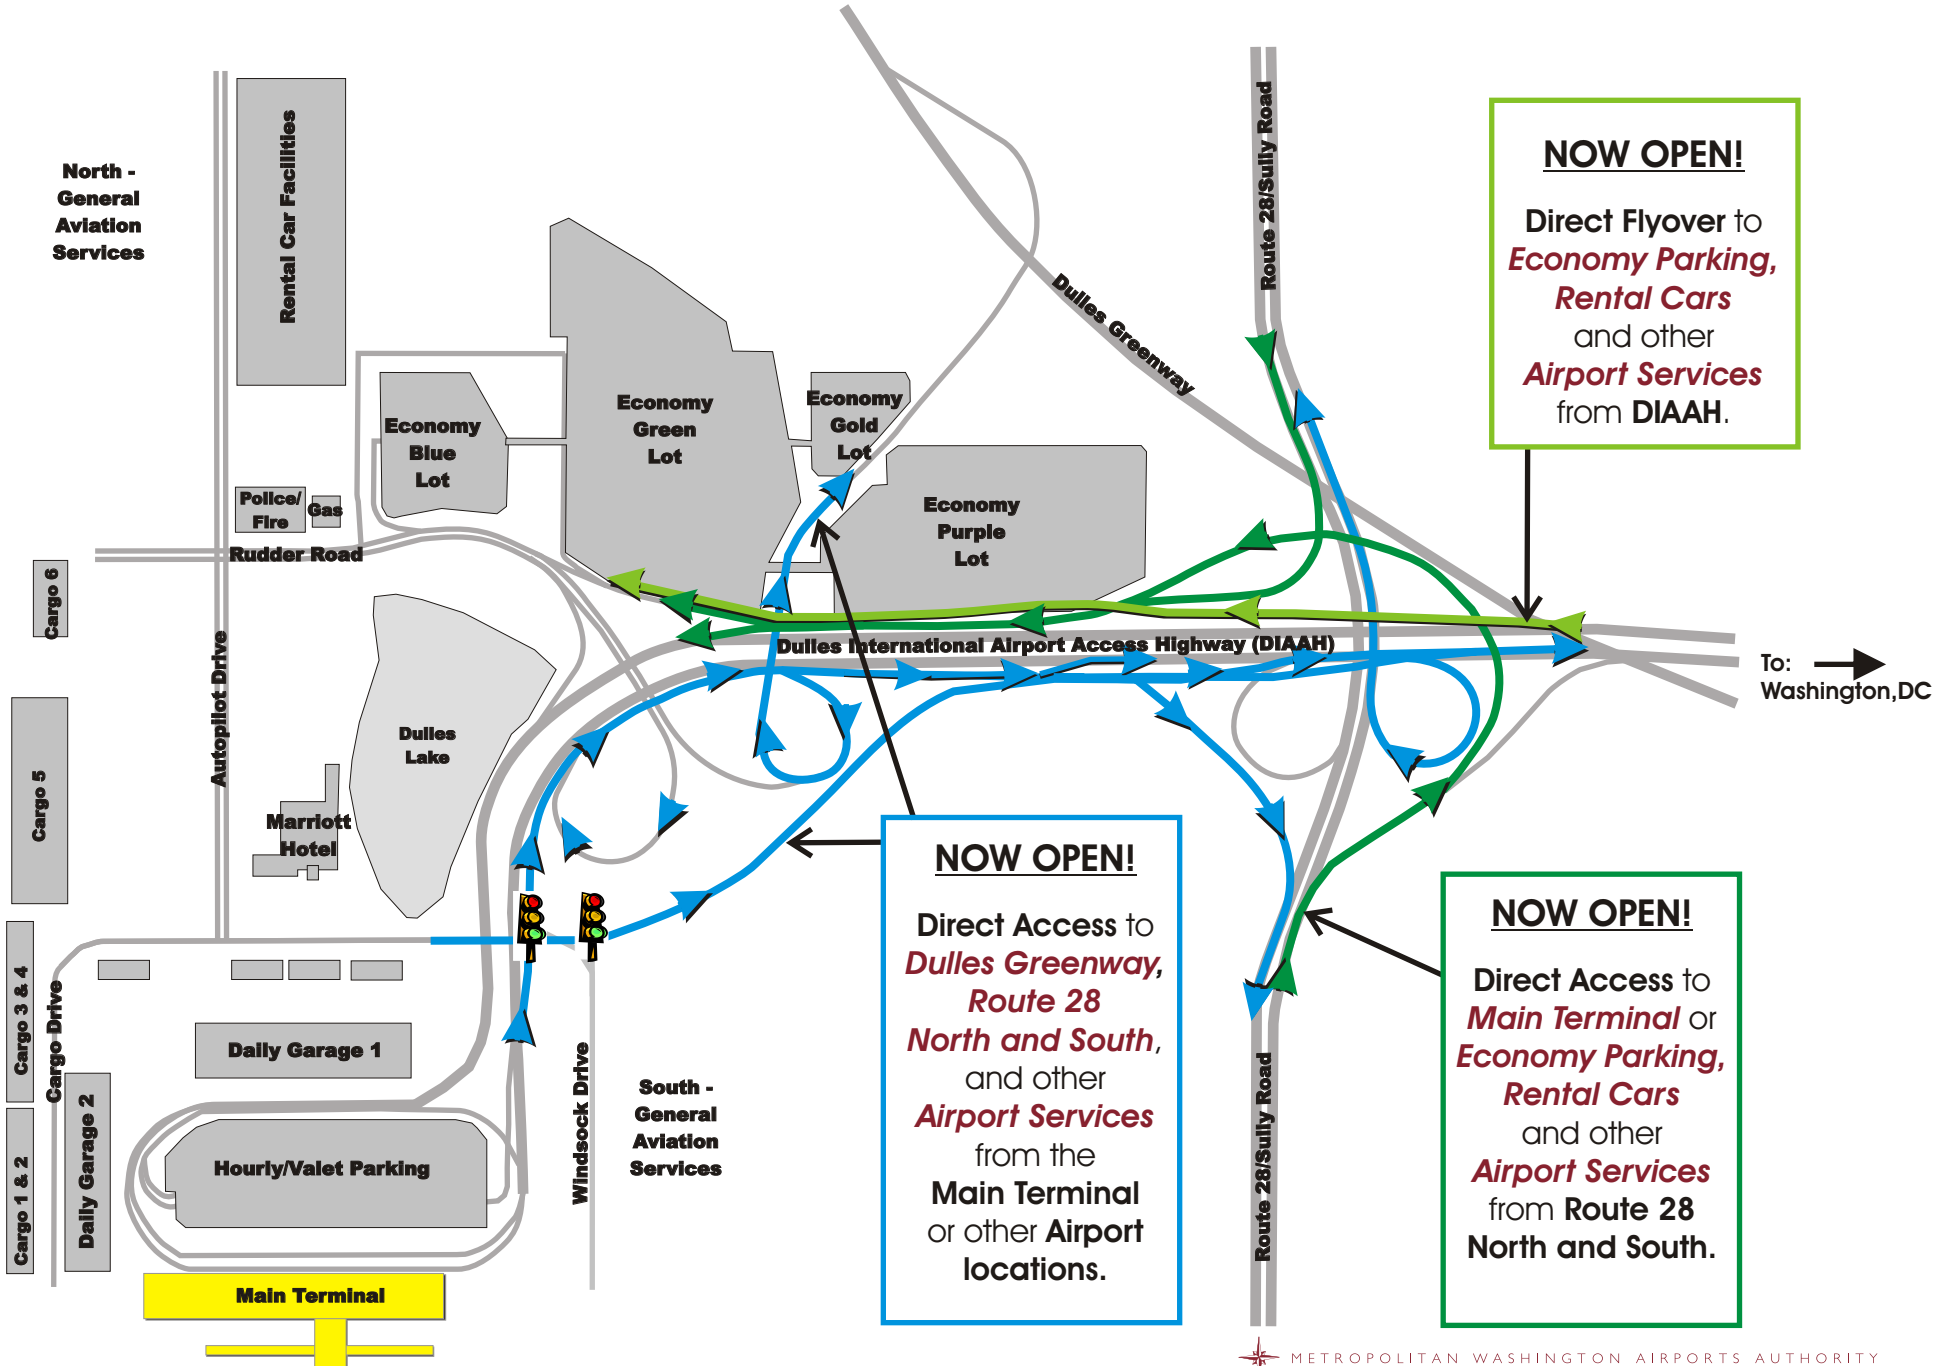 North -
General
Aviation
Services
Rental Car Facilities
Route 28/Sully Road
Dulles Greenway
NOW OPEN!
Direct Flyover to
Economy Parking,
Rental Cars
and other
Airport Services
from DIAAH.
Economy
Blue
Lot
Economy
Green
Lot
Economy
Gold
Lot
Economy
Purple
Lot
Police/
Fire
Gas
Rudder Road
Cargo 6
Autopilot Drive
Dulles International Airport Access Highway (DIAAH)
To:
Washington,DC
Dulles
Lake
Cargo 5
Marriott
Hotel
NOW OPEN!
Direct Access to
Dulles Greenway,
Route 28
North and South,
and other
Airport Services
from the
Main Terminal
or other Airport
locations.
NOW OPEN!
Direct Access to
Main Terminal or
Economy Parking,
Rental Cars
and other
Airport Services
from Route 28
North and South.
Cargo 3 & 4
Cargo Drive
Daily Garage 1
Cargo 1 & 2
Daily Garage 2
Hourly/Valet Parking
Windsock Drive
South -
General
Aviation
Services
Route 28/Sully Road
Main Terminal
METROPOLITAN WASHINGTON AIRPORTS AUTHORITY